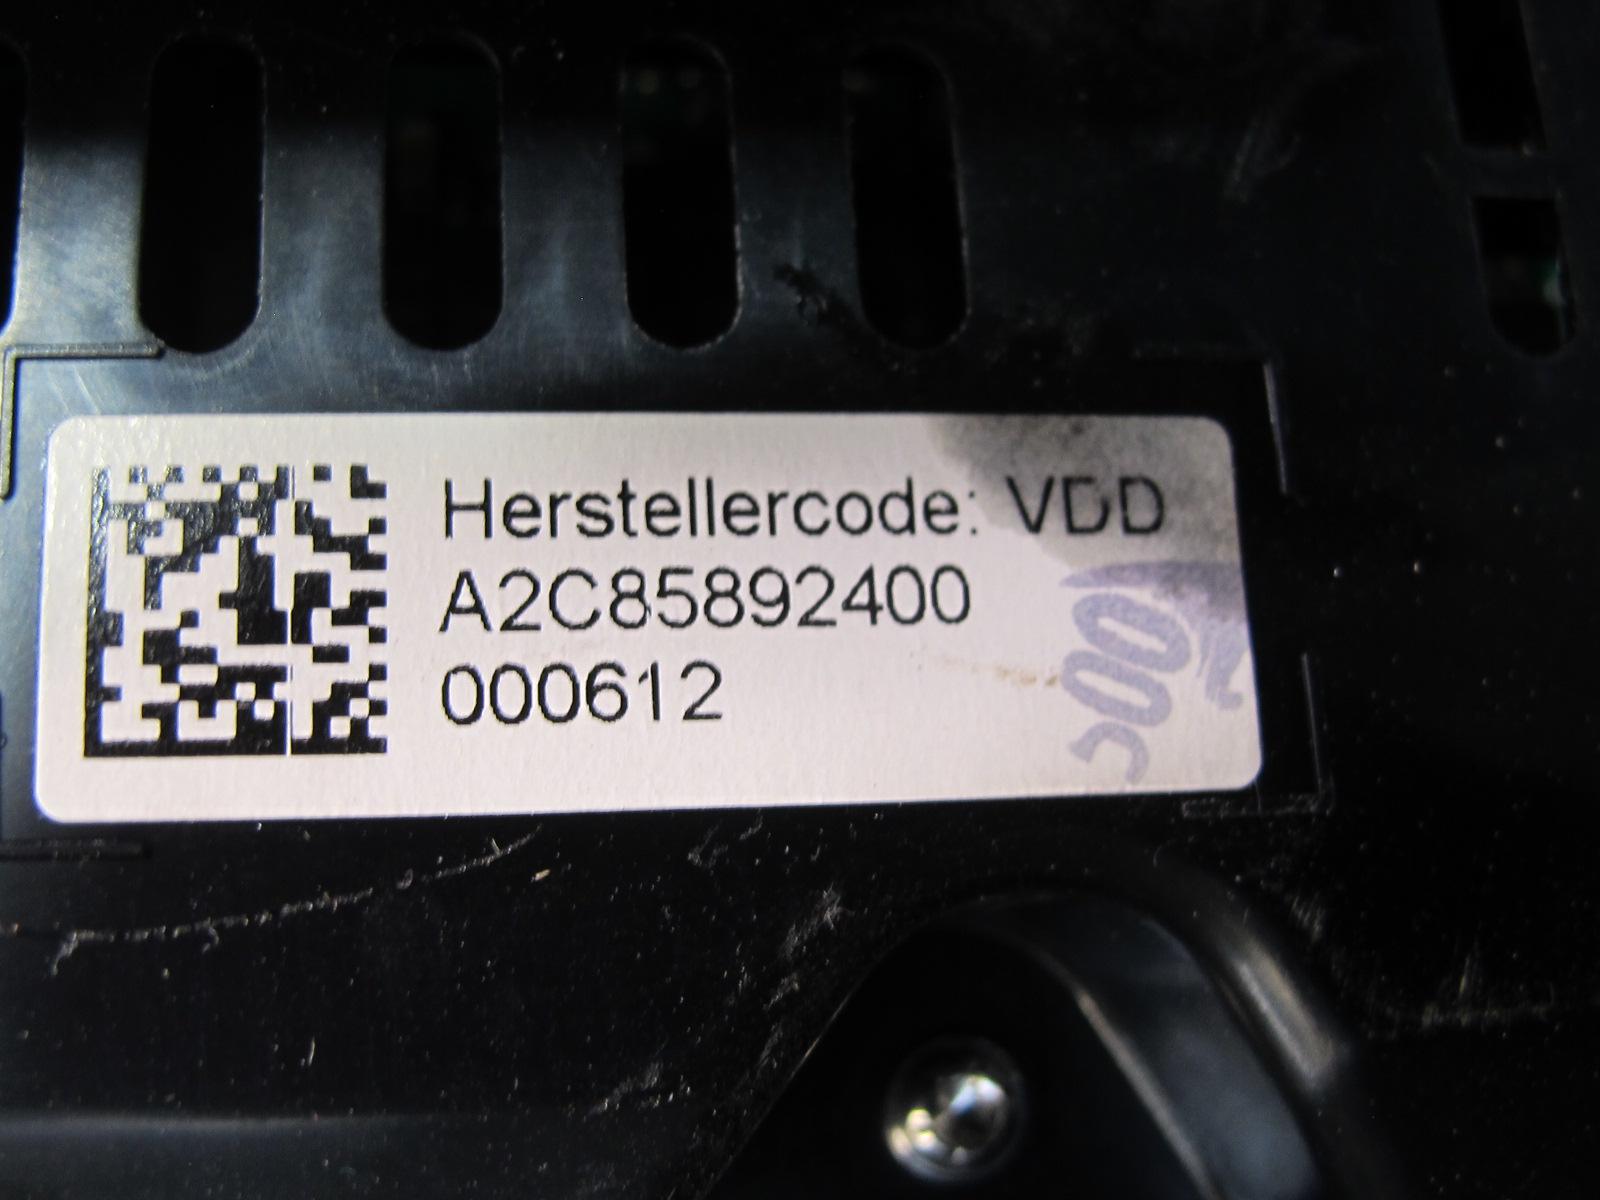 Herstellercode: VDD
A2C85892400
000612